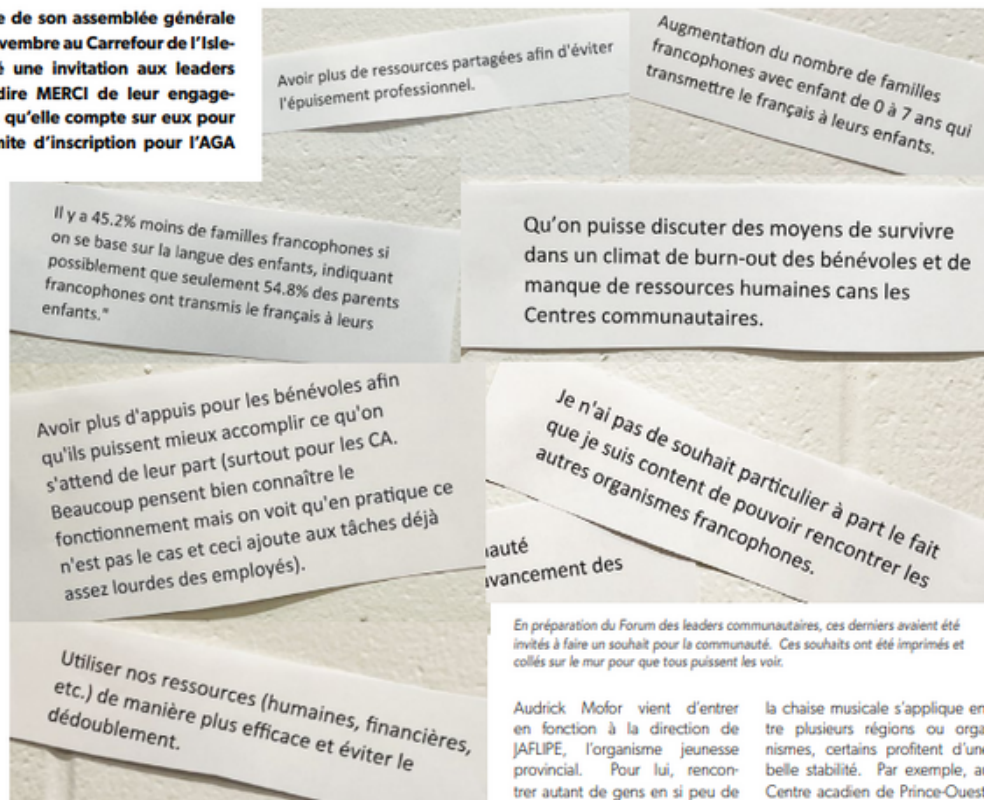 e de son assemblée générale
vembre au Carrefour de l'Isle-
é une invitation aux leaders
dire MERCI de leur engage-
qu'elle compte sur eux pour
mite d'inscription pour l'AGA
Avoir plus de ressources partagées afin d'éviter
l'épuisement professionnel.
Augmentation du nombre de familles
francophones avec enfant de 0 à 7 ans qui
transmettre le français à leurs enfants.
Il y a 45.2% moins de familles francophones si
on se base sur la langue des enfants, indiquant
possiblement que seulement 54.8% des parents
francophones ont transmis le français à leurs
enfants."
Qu'on puisse discuter des moyens de survivre
dans un climat de burn-out des bénévoles et de
manque de ressources humaines cans les
Centres communautaires.
Avoir plus d'appuis pour les bénévoles afin
qu'ils puissent mieux accomplir ce qu'on
s'attend de leur part (surtout pour les CA.
Beaucoup pensent bien connaître le
fonctionnement mais on voit qu'en pratique ce
n'est pas le cas et ceci ajoute aux tâches déjà
assez lourdes des employés).
Je n'ai pas de souhait particulier à part le fait
que je suis content de pouvoir rencontrer les
autres organismes francophones.
auté
vancement des
Utiliser nos ressources (humaines, financières,
etc.) de manière plus efficace et éviter le
dédoublement.
En préparation du Forum des leaders communautaires, ces derniers avaient été
invités à faire un souhait pour la communauté. Ces souhaits ont été imprimés et
collés sur le mur pour que tous puissent les voir.
Audrick Mofor vient d'entrer
en fonction à la direction de
JAFLIPE, l'organisme jeunesse
provincial. Pour lui, rencon-
trer autant de gens en si peu de
la chaise musicale s'applique en
tre plusieurs régions ou orga
nismes, certains profitent d'une
belle stabilité. Par exemple, au
Centre acadien de Prince-Ouest